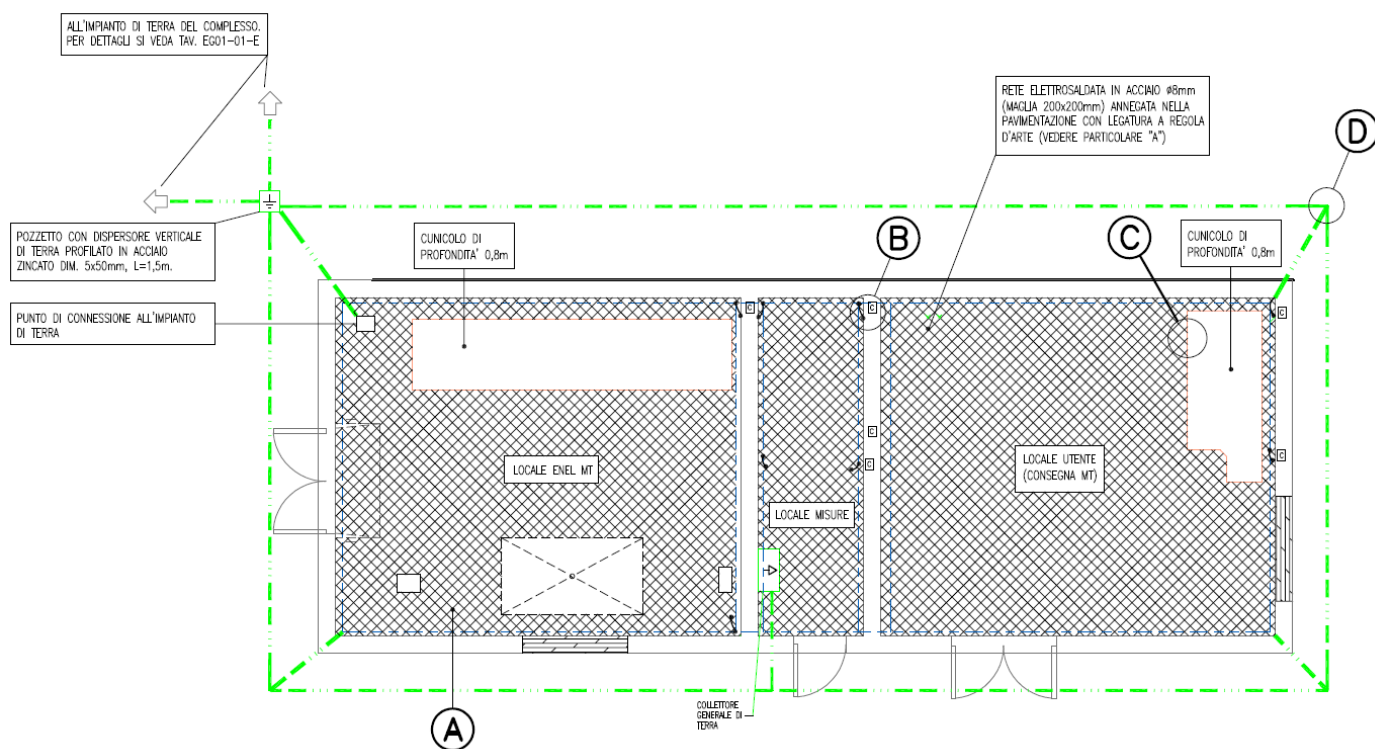 ALL'IMPIANTO DI TERRA DEL COMPLESSO.
PER DETTAGLI SI VEDA TAV. EG01-01-E
RETE ELETTROSALDATA IN ACCIAIO ø8mm
(MAGLIA 200x200mm) ANNEGATA NELLA
PAVIMENTAZIONE CON LEGATURA A REGOLA
D'ARTE (VEDERE PARTICOLARE "A")
D
POZZETTO CON DISPERSORE VERTICALE
DI TERRA PROFILATO IN ACCIAIO
ZINCATO DIM. 5x50mm, L=1,5m.
CUNICOLO DI
PROFONDITA' 0,8m
B
C
CUNICOLO DI
PROFONDITA' 0,8m
PUNTO DI CONNESSIONE ALL'IMPIANTO
DI TERRA
C
C
C
C
C
C
LOCALE ENEL MT
LOCALE UTENTE
(CONSEGNA MT)
LOCALE MISURE
A
COLLETTORE
GENERALE DI
TERRA